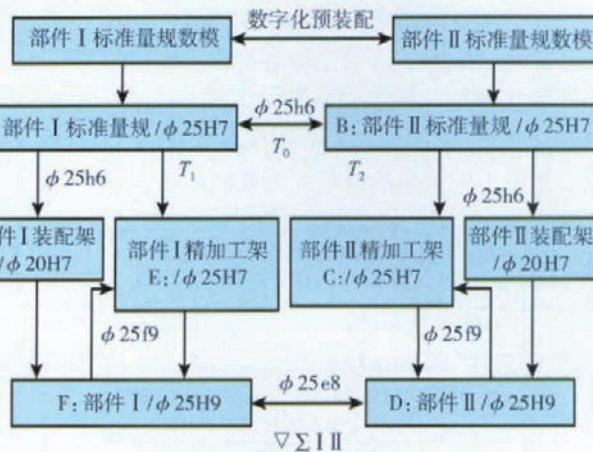 数字化预装配
部件Ⅰ标准量规数模
部件Ⅱ标准量规数模
部件Ⅰ标准量规/φ25H7
φ25h6
T0
B:部件Ⅱ标准量规/φ25H7
φ25h6
T1
T2
φ25h6
件Ⅰ装配架
/φ20H7
部件Ⅰ精加工架
E:/φ25H7
部件Ⅱ精加工架
C:/φ25H7
部件Ⅱ装配架
/φ20H7
φ25f9
φ25f9
F:部件Ⅰ/φ25H9
φ25e8
D:部件Ⅱ/φ25H9
▽ΣⅠⅡ